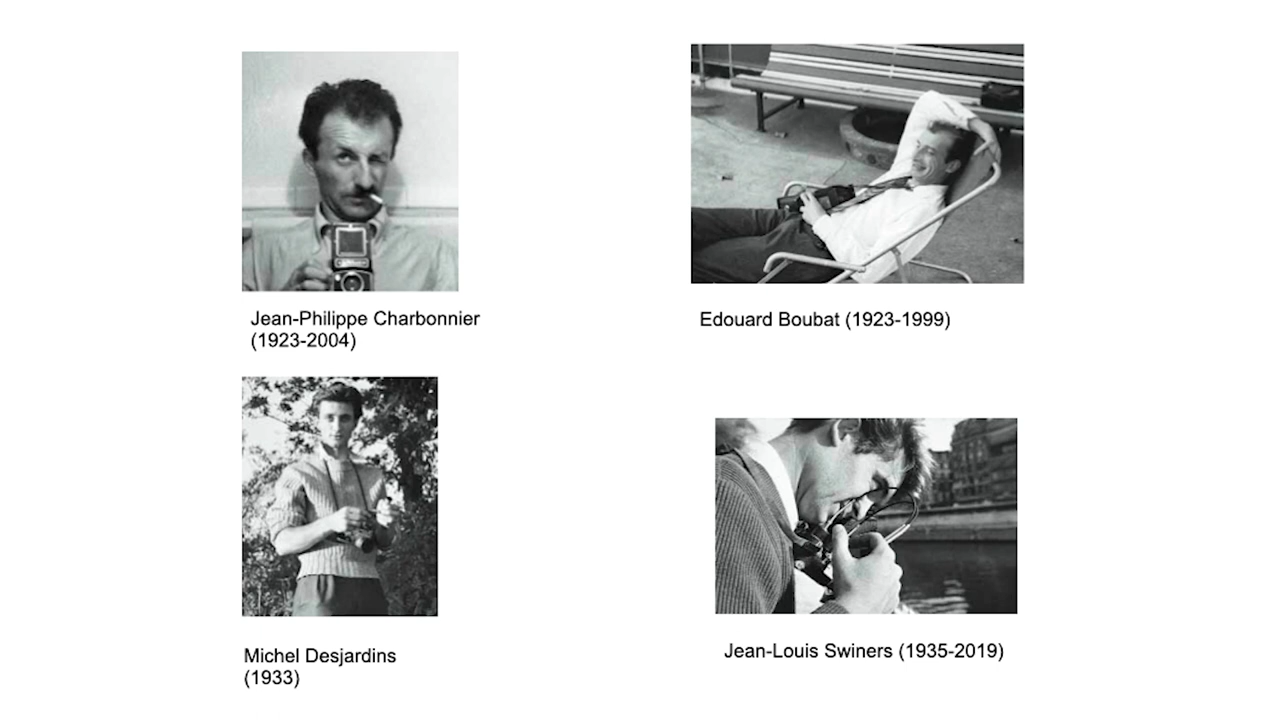 Jean-Philippe Charbonnier
(1923-2004)
Edouard Boubat (1923-1999)
Michel Desjardins
(1933)
Jean-Louis Swiners (1935-2019)